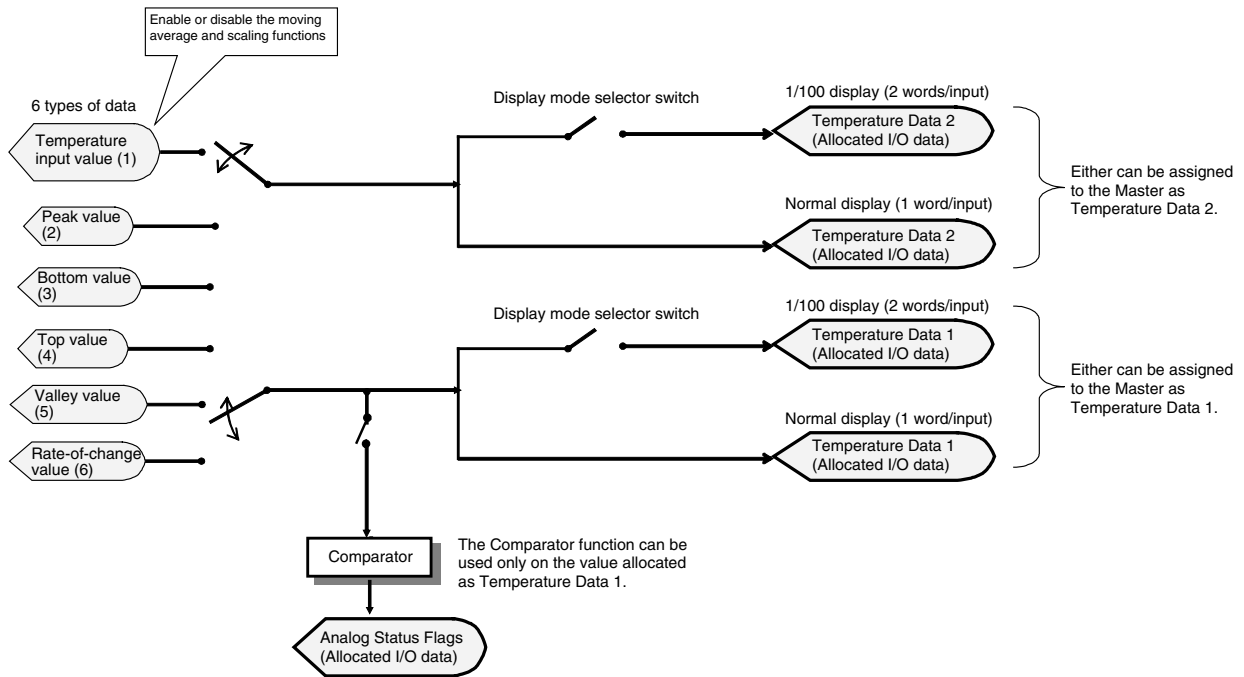 Enable or disable the moving
average and scaling functions
6 types of data
Temperature
input value (1)
Peak value
(2)
Bottom value
(3)
Top value
(4)
Valley value
(5)
Rate-of-change
value (6)
Display mode selector switch
1/100 display (2 words/input)
Temperature Data 2
(Allocated I/O data)
Normal display (1 word/input)
Temperature Data 2
(Allocated I/O data)
Either can be assigned
to the Master as
Temperature Data 2.
Display mode selector switch
1/100 display (2 words/input)
Temperature Data 1
(Allocated I/O data)
Normal display (1 word/input)
Temperature Data 1
(Allocated I/O data)
Either can be assigned
to the Master as
Temperature Data 1.
Comparator
The Comparator function can be
used only on the value allocated
as Temperature Data 1.
Analog Status Flags
(Allocated I/O data)